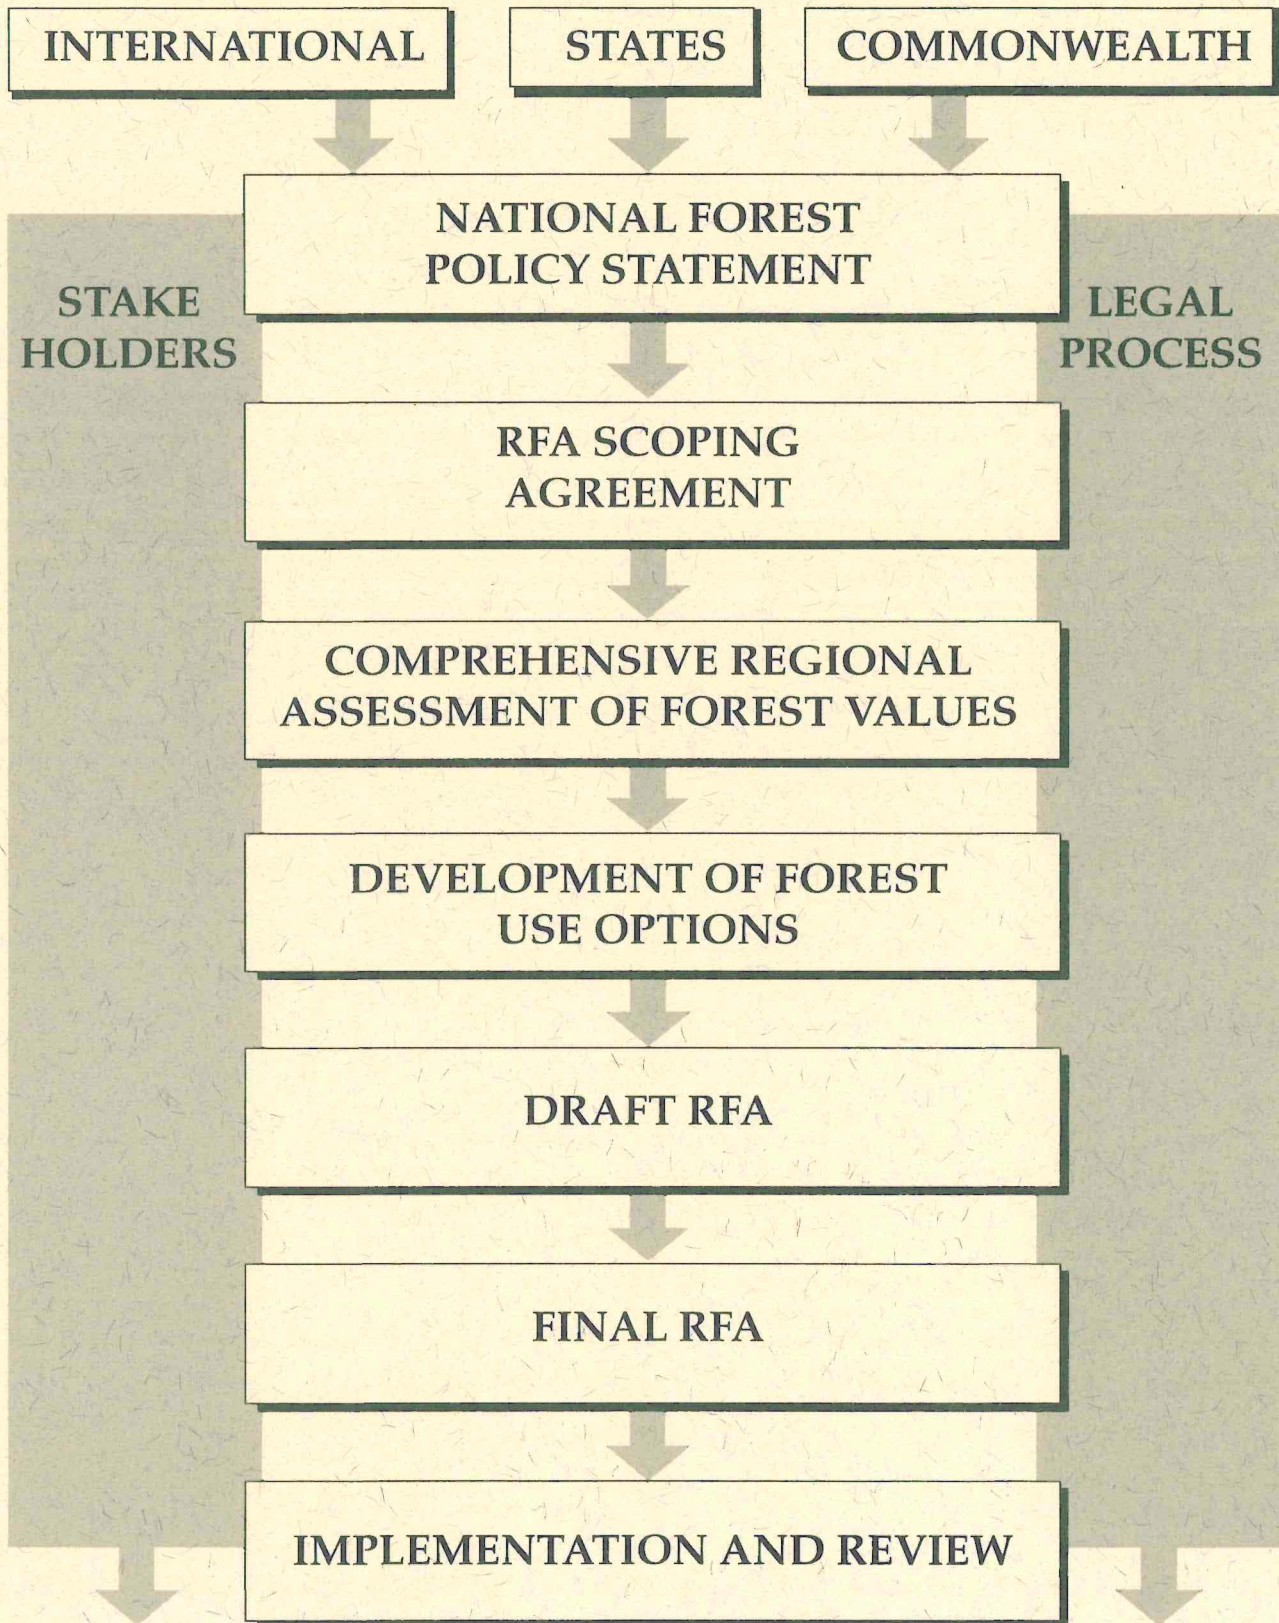 INTERNATIONAL
STATES
COMMONWEALTH
NATIONAL FOREST
POLICY STATEMENT
STAKE
HOLDERS
LEGAL
PROCESS
RFA SCOPING
AGREEMENT
COMPREHENSIVE REGIONAL
ASSESSMENT OF FOREST VALUES
DEVELOPMENT OF FOREST
USE OPTIONS
DRAFT RFA
FINAL RFA
IMPLEMENTATION AND REVIEW